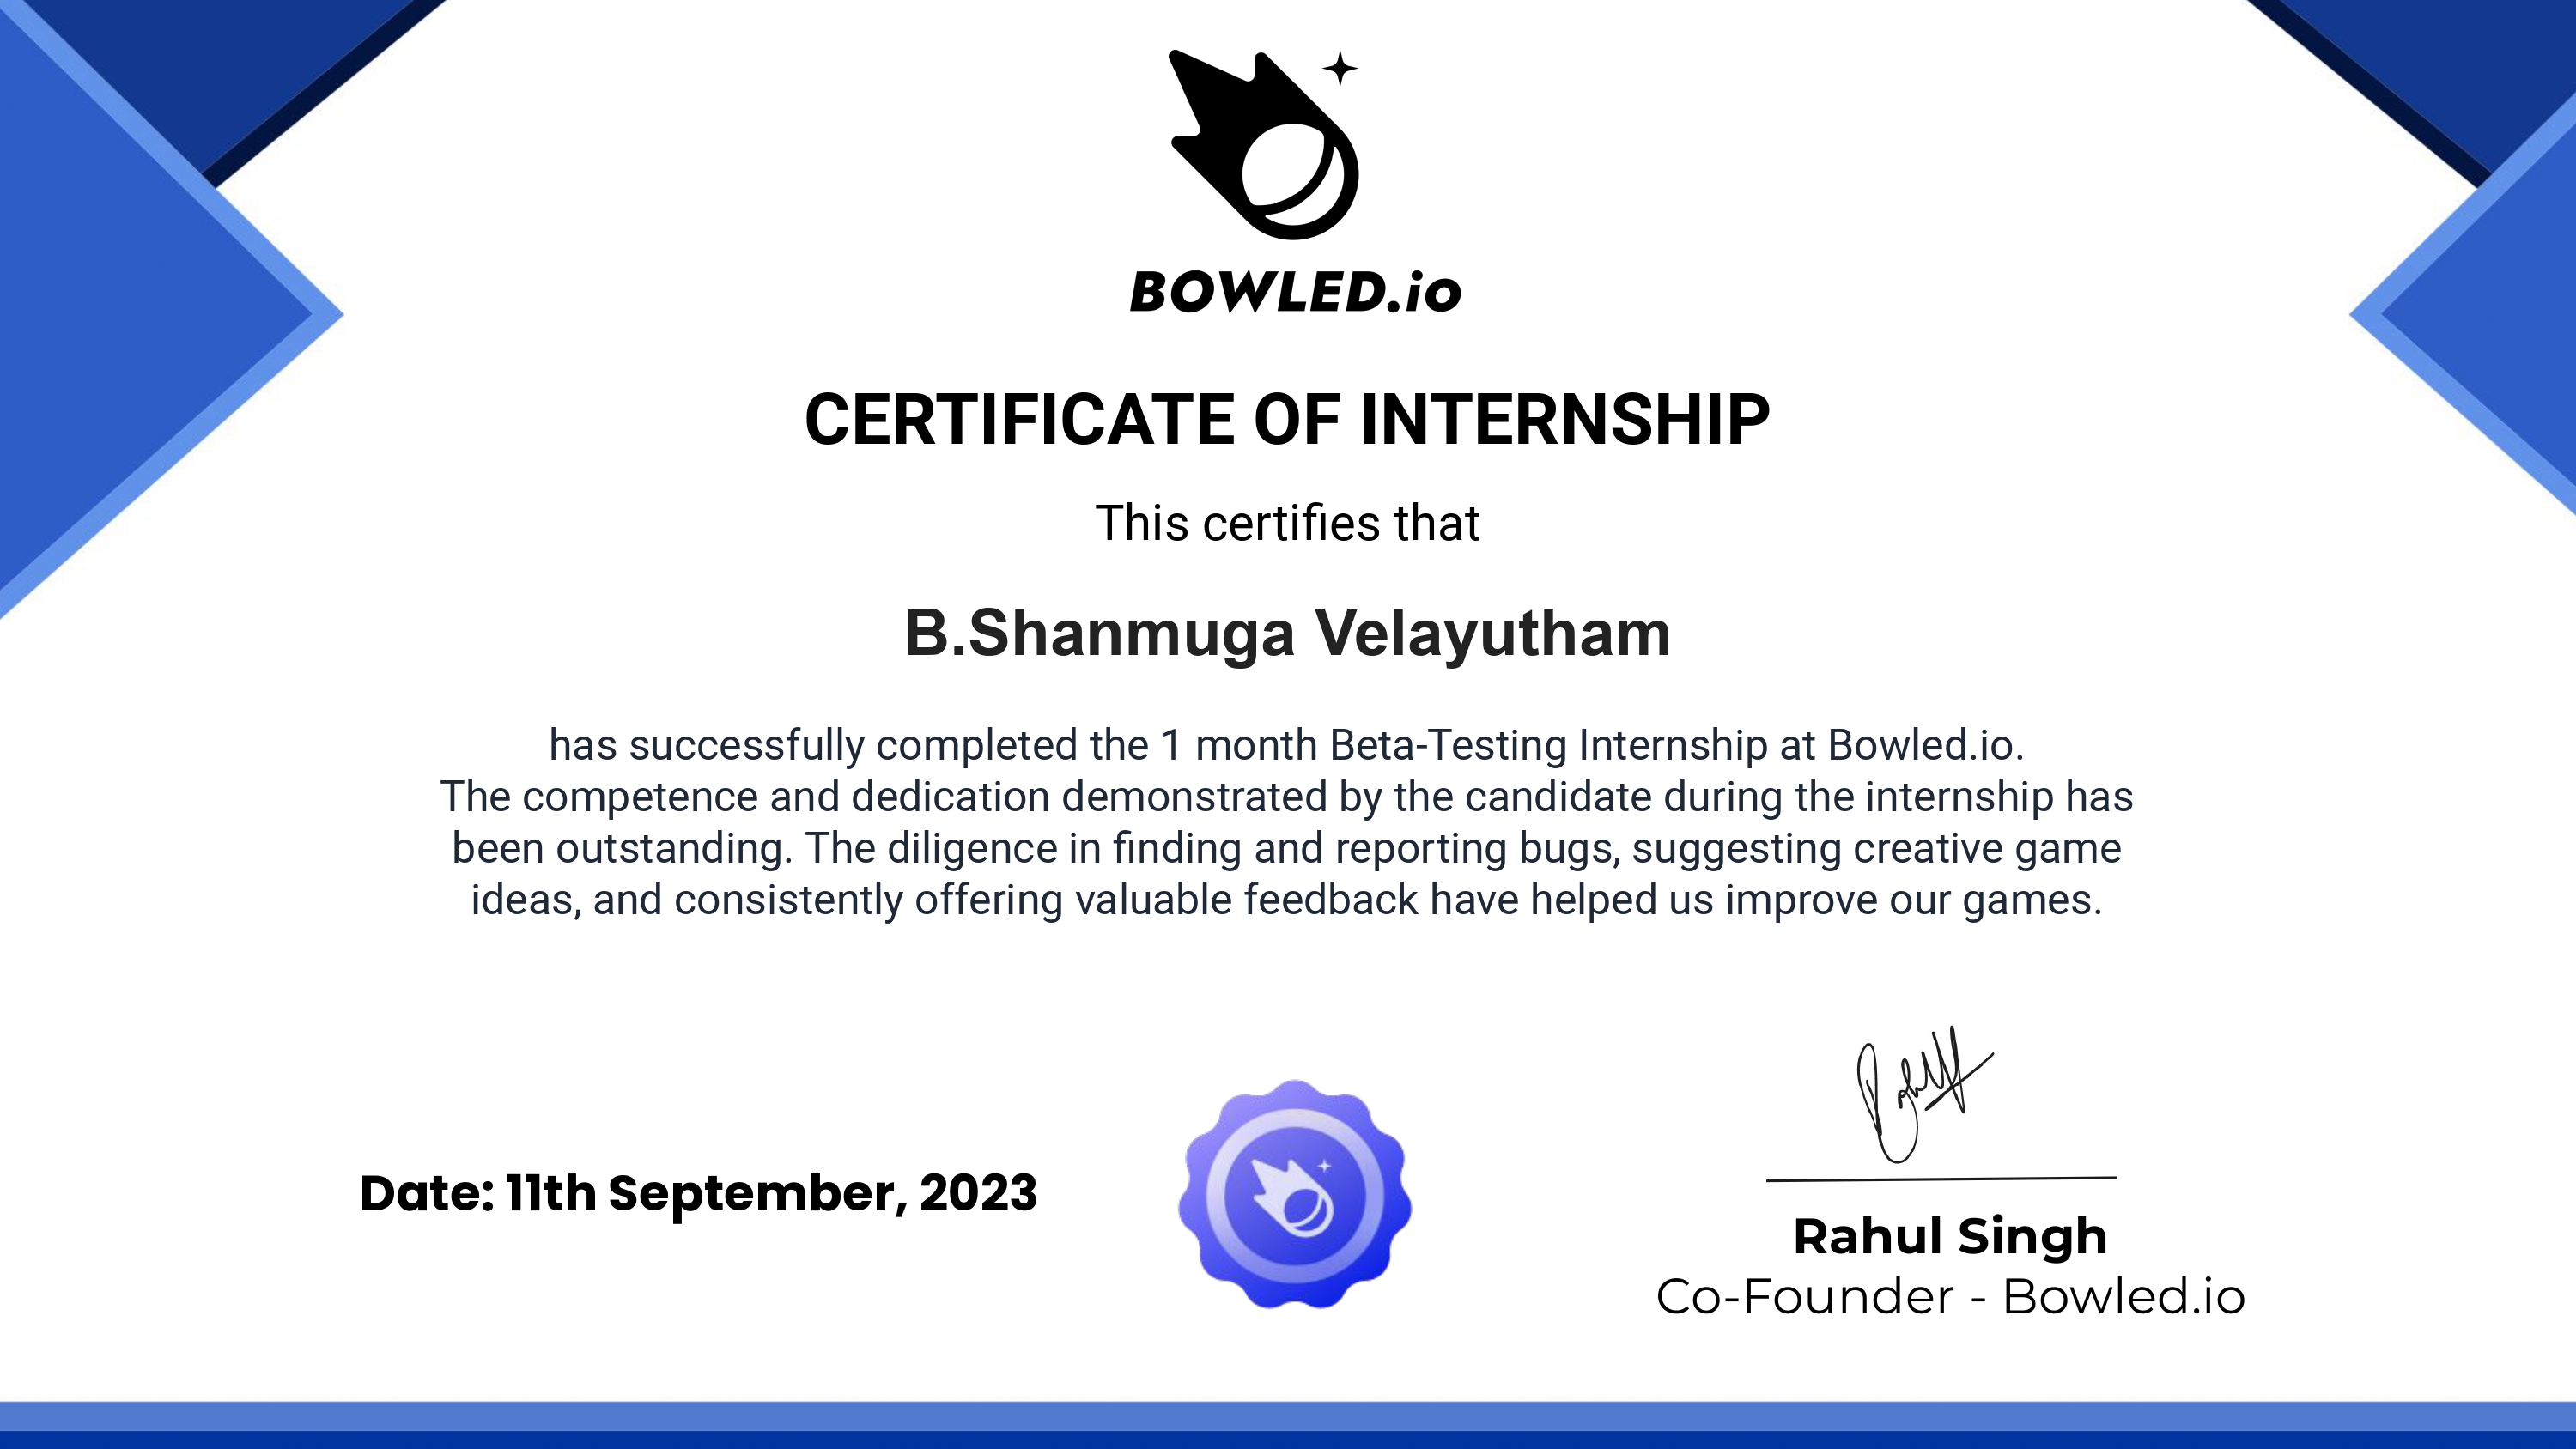 BOWLED.io
CERTIFICATE OF INTERNSHIP
This certifies that
B.Shanmuga Velayutham
has successfully completed the 1 month Beta-Testing Internship at Bowled.io.
The competence and dedication demonstrated by the candidate during the internship has
been outstanding. The diligence in finding and reporting bugs, suggesting creative game
ideas, and consistently offering valuable feedback have helped us improve our games.
Date: 11th September, 2023
Rahul Singh
Co-Founder - Bowled.io